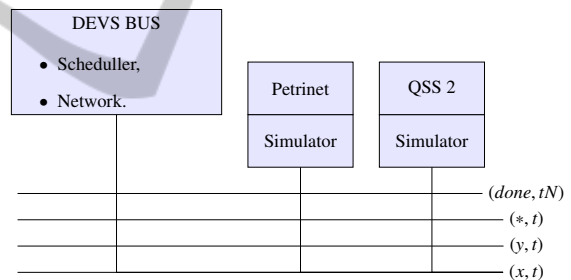 DEVS BUS
• Scheduller,
• Network.
Petrinet
QSS 2
Simulator
Simulator
(done, tN)
(∗, t)
(y, t)
(x, t)